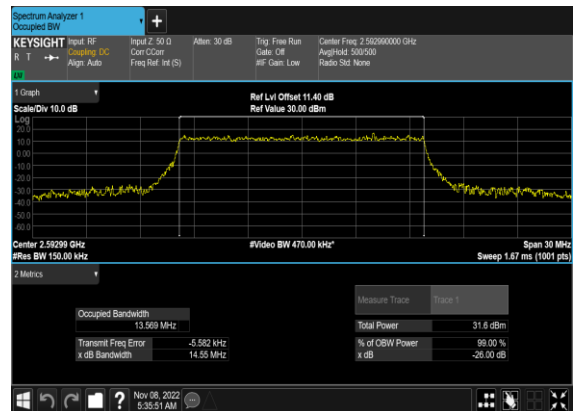 Spectrum Analyzer 1
Occupied BW
KEYSIGHT Input: RF Input Z: 50 Ω Atten: 30 dB Trig: Free Run Center Freq: 2.592990000 GHz
R T Coupling: DC Corr CCorr Gate: Off Avg|Hold: 500/500
Align: Auto Freq Ref: Int (S) #IF Gain: Low Radio Std: None
1 Graph
Ref Lvl Offset 11.40 dB
Scale/Div 10.0 dB Ref Value 30.00 dBm
Log
20.0
10.0
0.00
-10.0
-20.0
-30.0
-40.0
-50.0
-60.0
Center 2.59299 GHz #Video BW 470.00 kHz* Span 30 MHz
#Res BW 150.00 kHz Sweep 1.67 ms (1001 pts)
2 Metrics
Measure Trace Trace 1
Occupied Bandwidth
13.569 MHz Total Power 31.6 dBm
Transmit Freq Error -5.582 kHz % of OBW Power 99.00 %
x dB Bandwidth 14.55 MHz x dB -26.00 dB
Nov 08, 2022
5:35:51 AM